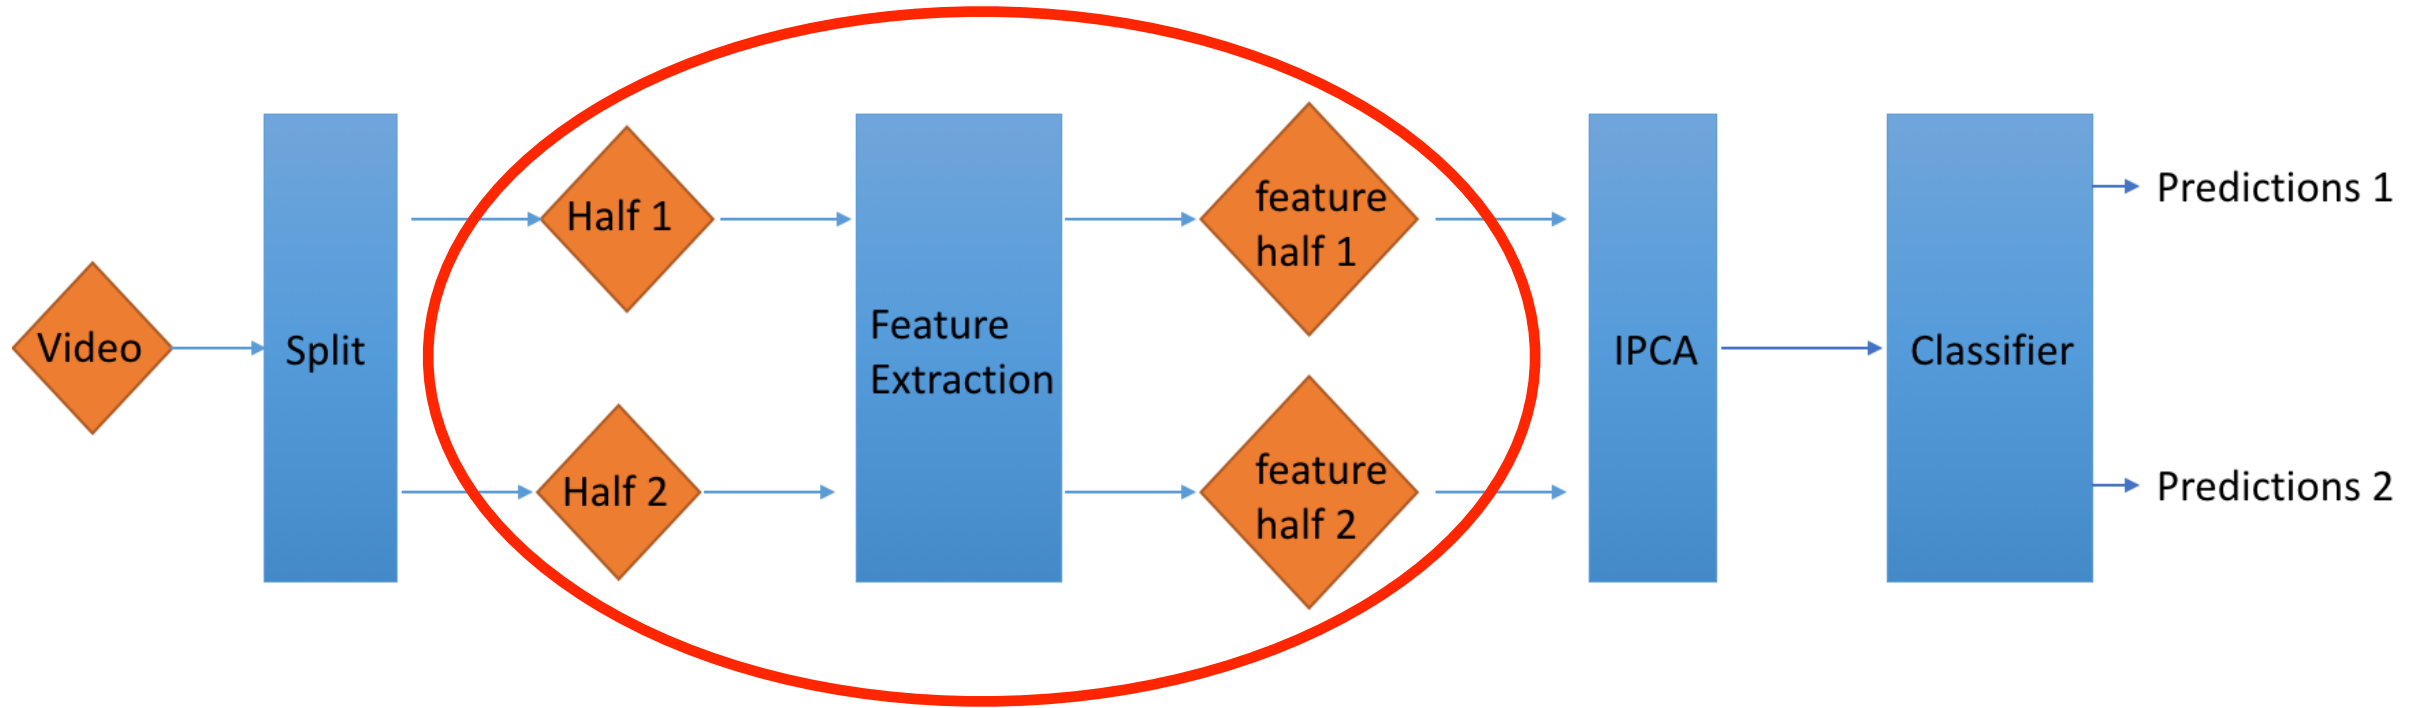 Video
Split
Half 1
Half 2
Feature
Extraction
feature
half 1
feature
half 2
IPCA
Classifier
Predictions 1
Predictions 2